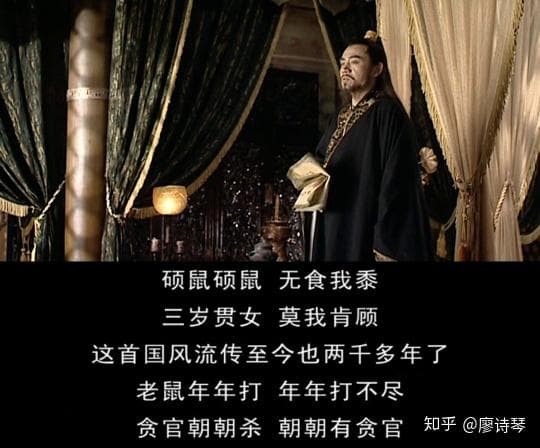 硕鼠硕鼠 无食我黍
三岁贯女 莫我肯顾
这首国风流传至今也两千多年了
老鼠年年打 年年打不尽
贪官朝朝杀 朝朝有贪官
知乎 @廖诗琴